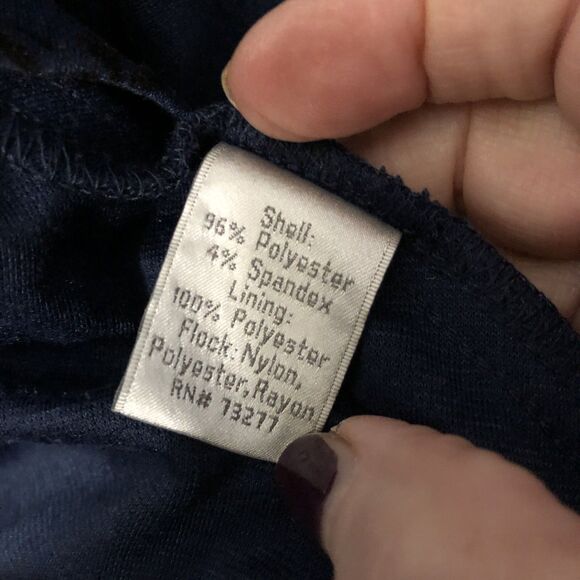 Shell:
96% Polyester
4% Spandex
Lining:
100% Polyester
Flock: Nylon,
Polyester, Rayon
RN# 73277